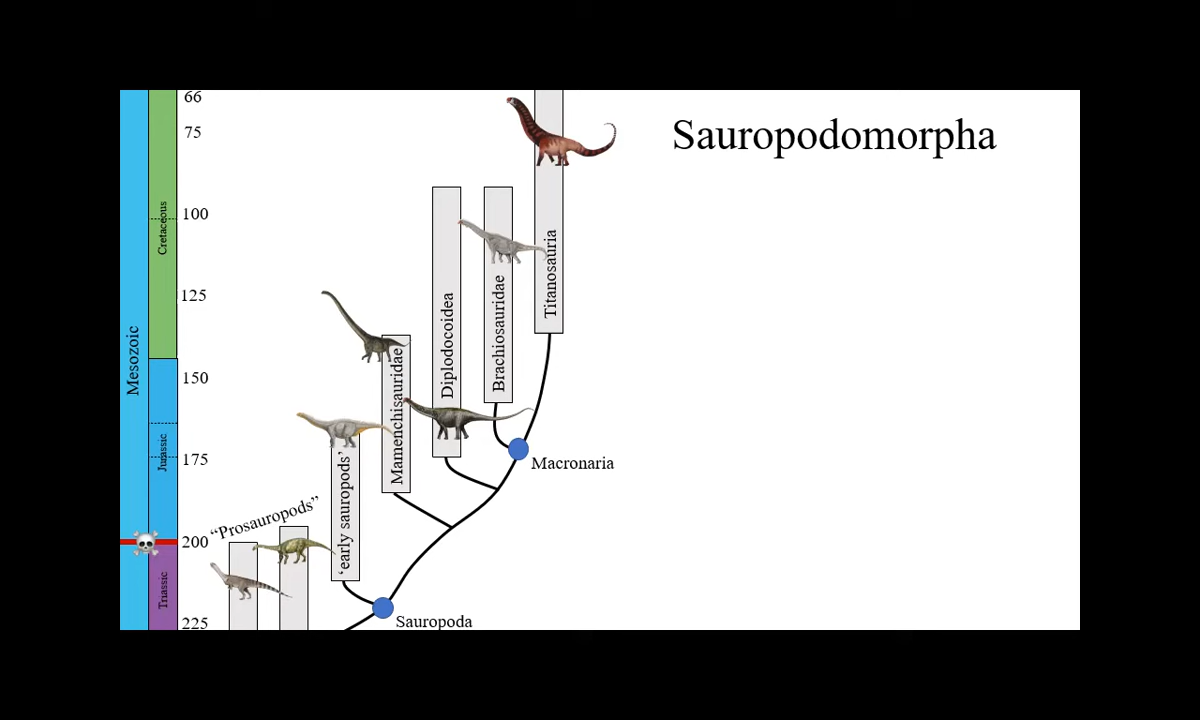 66
Sauropodomorpha
75
100
Cretaceous
125
Titanosauria
Brachiosauridae
Diplodocoidea
Mesozoic
Mamenchisauridae
150
175
Jurassic
Macronaria
'early sauropods'
"Prosauropods"
200
Triassic
225
Sauropoda